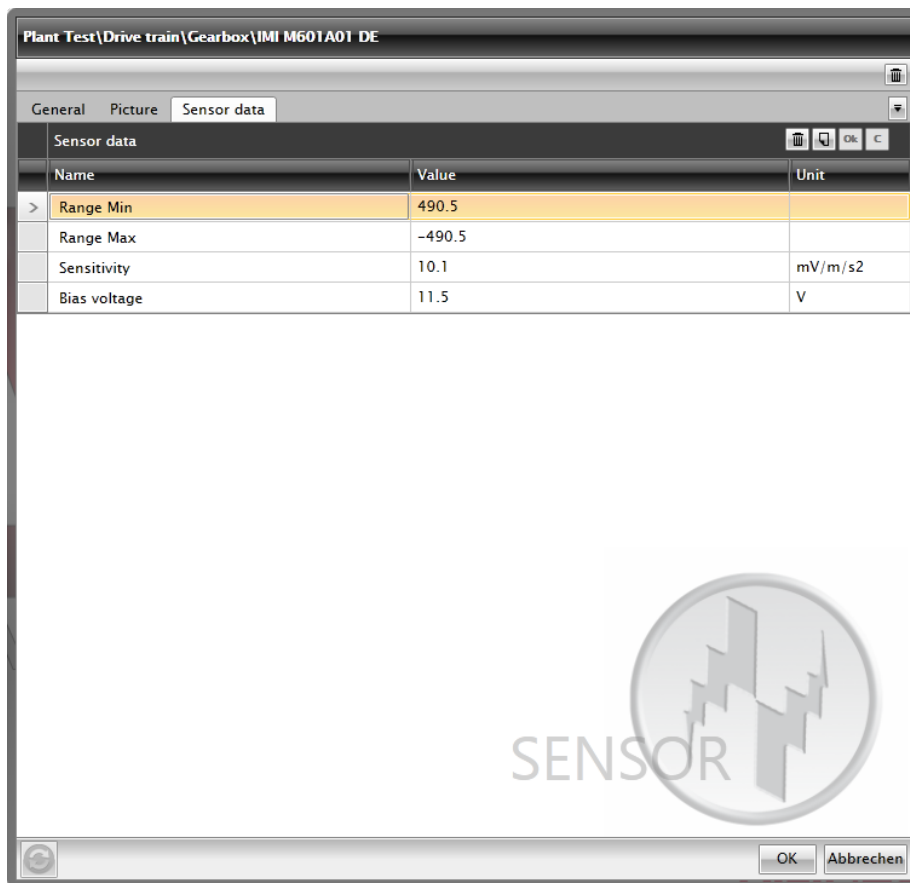 Plant Test\Drive train\Gearbox\IMI M601A01 DE
General Picture Sensor data
Sensor data Ok C
Name Value Unit
> Range Min 490.5
Range Max -490.5
Sensitivity 10.1 mV/m/s2
Bias voltage 11.5 V
SENSOR
OK Abbrechen